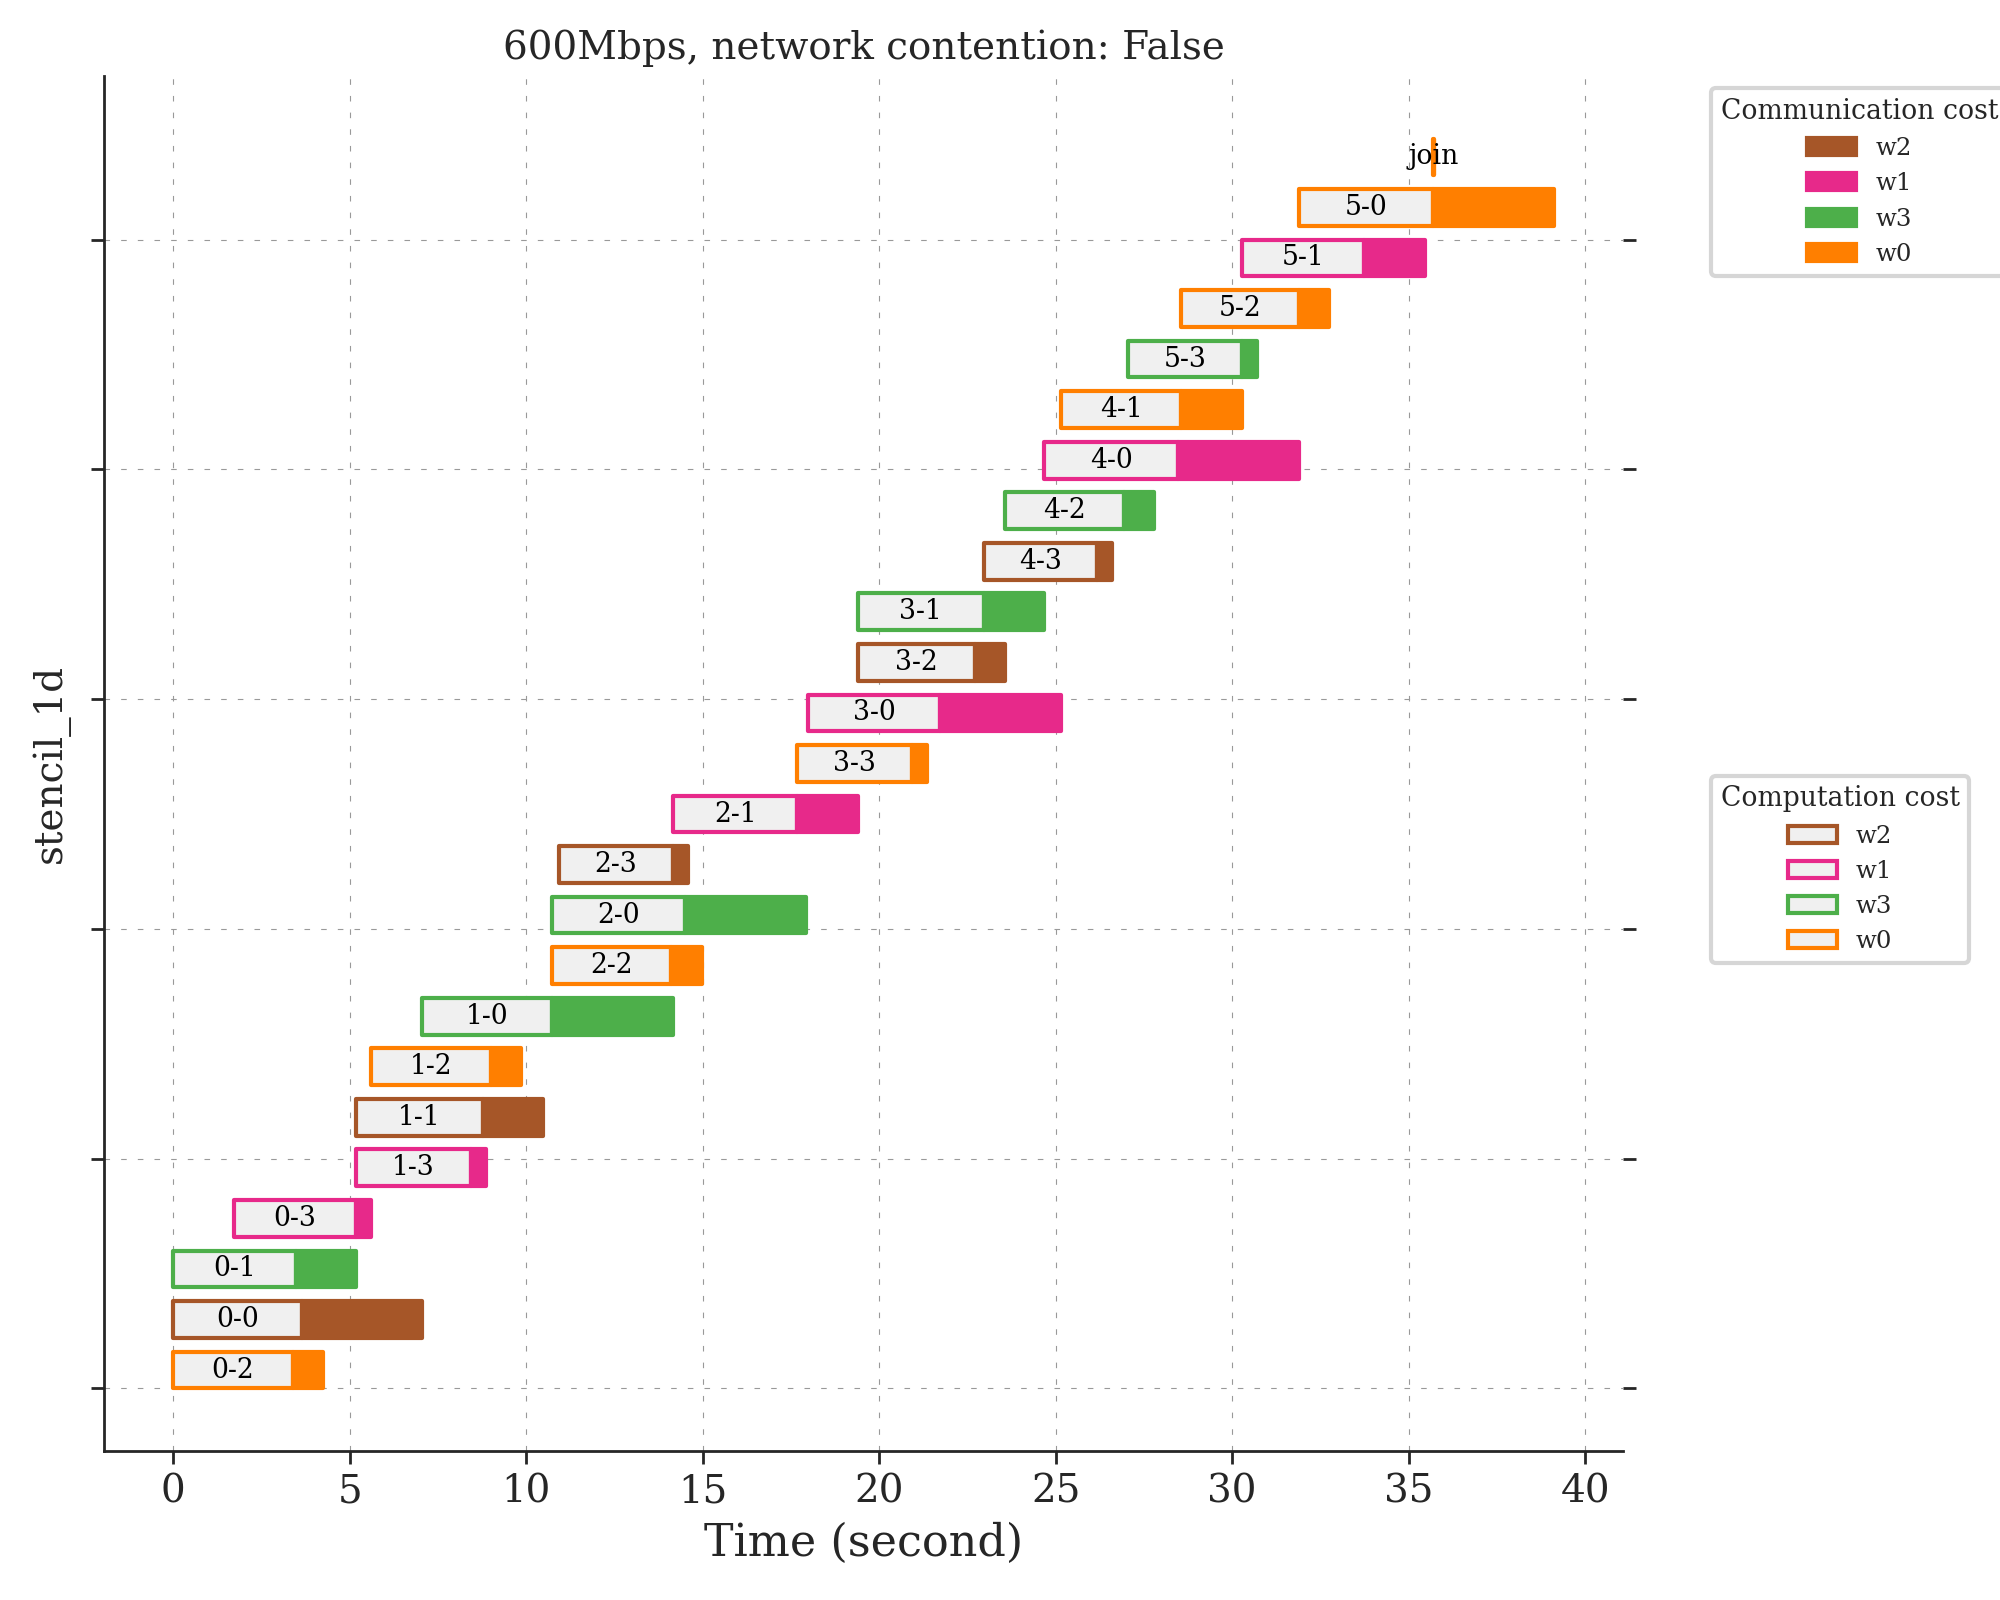 600Mbps, network contention: False
Communication cost
w2
w1
w3
w0
join
5-0
5-1
5-2
5-3
4-1
4-0
4-2
4-3
3-1
3-2
3-0
3-3
2-1
2-3
2-0
2-2
1-0
1-2
1-1
1-3
0-3
0-1
0-0
0-2
stencil_1d
Computation cost
w2
w1
w3
w0
0 5 10 15 20 25 30 35 40
Time (second)